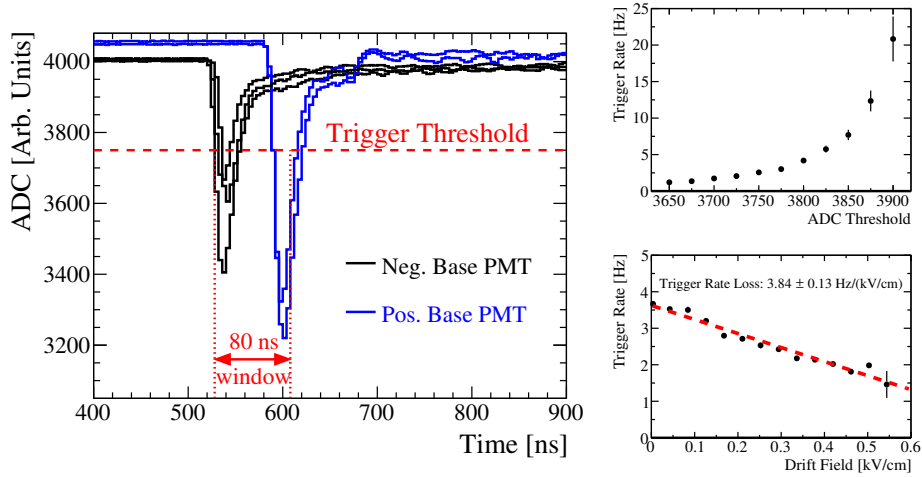 ADC [Arb. Units]
4000
3800
3600
3400
3200
Trigger Threshold
Neg. Base PMT
Pos. Base PMT
80 ns
window
400 500 600 700 800 900
Time [ns]
Trigger Rate [Hz]
25
20
15
10
5
0
3650 3700 3750 3800 3850 3900
ADC Threshold
Trigger Rate [Hz]
5
4
3
2
1
0
Trigger Rate Loss: 3.84 ± 0.13 Hz/(kV/cm)
0 0.1 0.2 0.3 0.4 0.5 0.6
Drift Field [kV/cm]